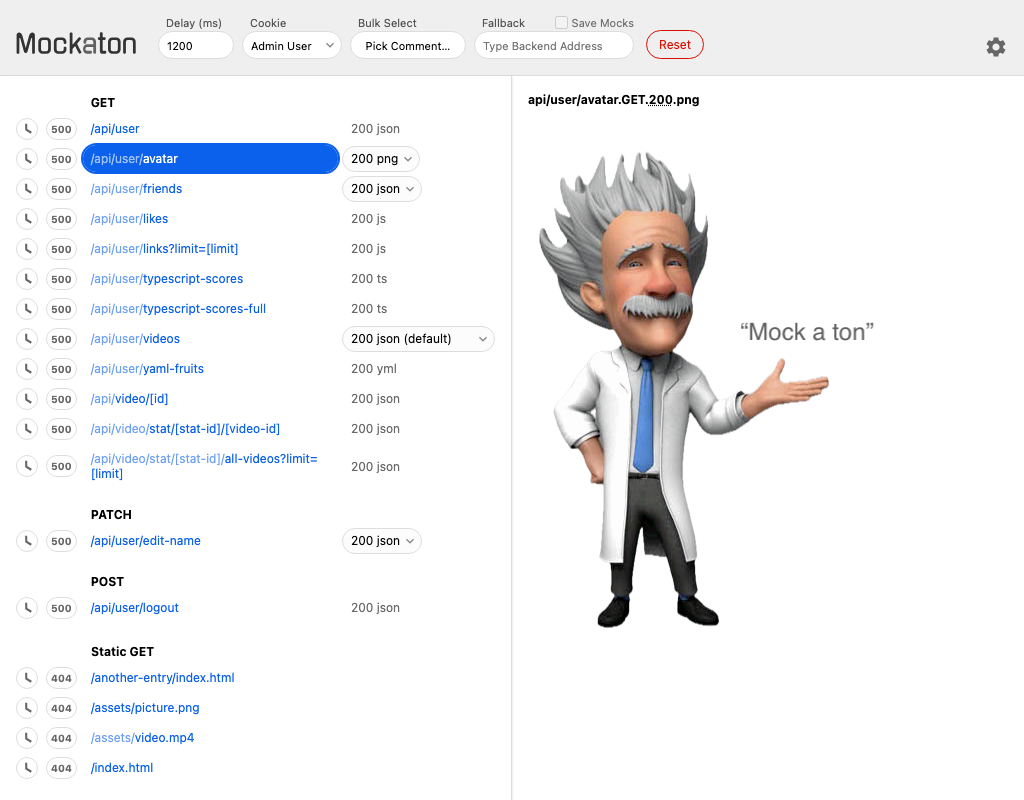 Mockaton
Delay (ms)
1200
Cookie
Admin User
Bulk Select
Pick Comment...
Fallback
Save Mocks
Type Backend Address
Reset
GET
500 /api/user 200 json
500 /api/user/avatar 200 png
500 /api/user/friends 200 json
500 /api/user/likes 200 js
500 /api/user/links?limit=[limit] 200 js
500 /api/user/typescript-scores 200 ts
500 /api/user/typescript-scores-full 200 ts
500 /api/user/videos 200 json (default)
500 /api/user/yaml-fruits 200 yml
500 /api/video/[id] 200 json
500 /api/video/stat/[stat-id]/[video-id] 200 json
500 /api/video/stat/[stat-id]/all-videos?limit= 200 json
[limit]
PATCH
500 /api/user/edit-name 200 json
POST
500 /api/user/logout 200 json
Static GET
404 /another-entry/index.html
404 /assets/picture.png
404 /assets/video.mp4
404 /index.html
api/user/avatar.GET.200.png
“Mock a ton”